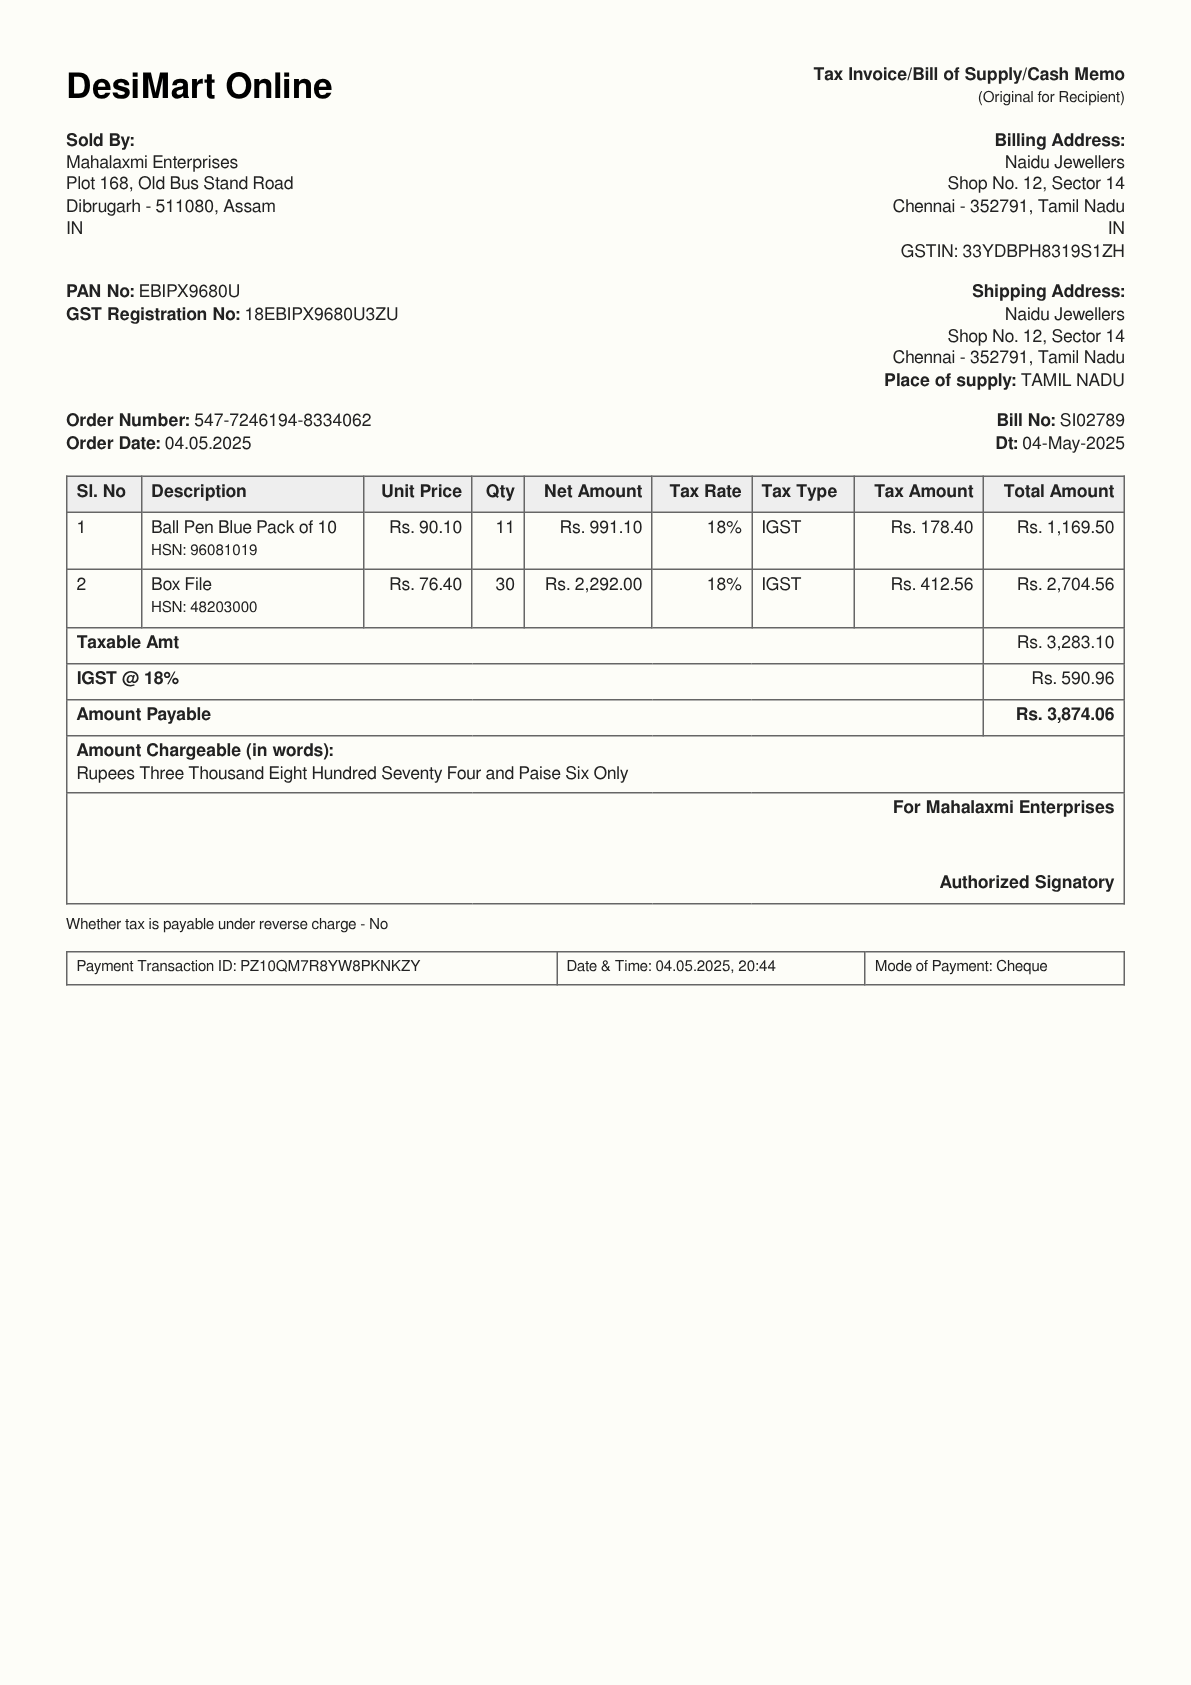 DesiMart Online
Tax Invoice/Bill of Supply/Cash Memo
(Original for Recipient)
Sold By:
Mahalaxmi Enterprises
Plot 168, Old Bus Stand Road
Dibrugarh - 511080, Assam
IN
Billing Address:
Naidu Jewellers
Shop No. 12, Sector 14
Chennai - 352791, Tamil Nadu
IN
GSTIN: 33YDBPH8319S1ZH
PAN No: EBIPX9680U
GST Registration No: 18EBIPX9680U3ZU
Shipping Address:
Naidu Jewellers
Shop No. 12, Sector 14
Chennai - 352791, Tamil Nadu
Place of supply: TAMIL NADU
Order Number: 547-7246194-8334062
Order Date: 04.05.2025
Bill No: SI02789
Dt: 04-May-2025
Sl. No Description Unit Price Qty Net Amount Tax Rate Tax Type Tax Amount Total Amount
1 Ball Pen Blue Pack of 10 Rs. 90.10 11 Rs. 991.10 18% IGST Rs. 178.40 Rs. 1,169.50
HSN: 96081019
2 Box File Rs. 76.40 30 Rs. 2,292.00 18% IGST Rs. 412.56 Rs. 2,704.56
HSN: 48203000
Taxable Amt Rs. 3,283.10
IGST @ 18% Rs. 590.96
Amount Payable Rs. 3,874.06
Amount Chargeable (in words):
Rupees Three Thousand Eight Hundred Seventy Four and Paise Six Only
For Mahalaxmi Enterprises
Authorized Signatory
Whether tax is payable under reverse charge - No
Payment Transaction ID: PZ10QM7R8YW8PKNKZY Date & Time: 04.05.2025, 20:44 Mode of Payment: Cheque